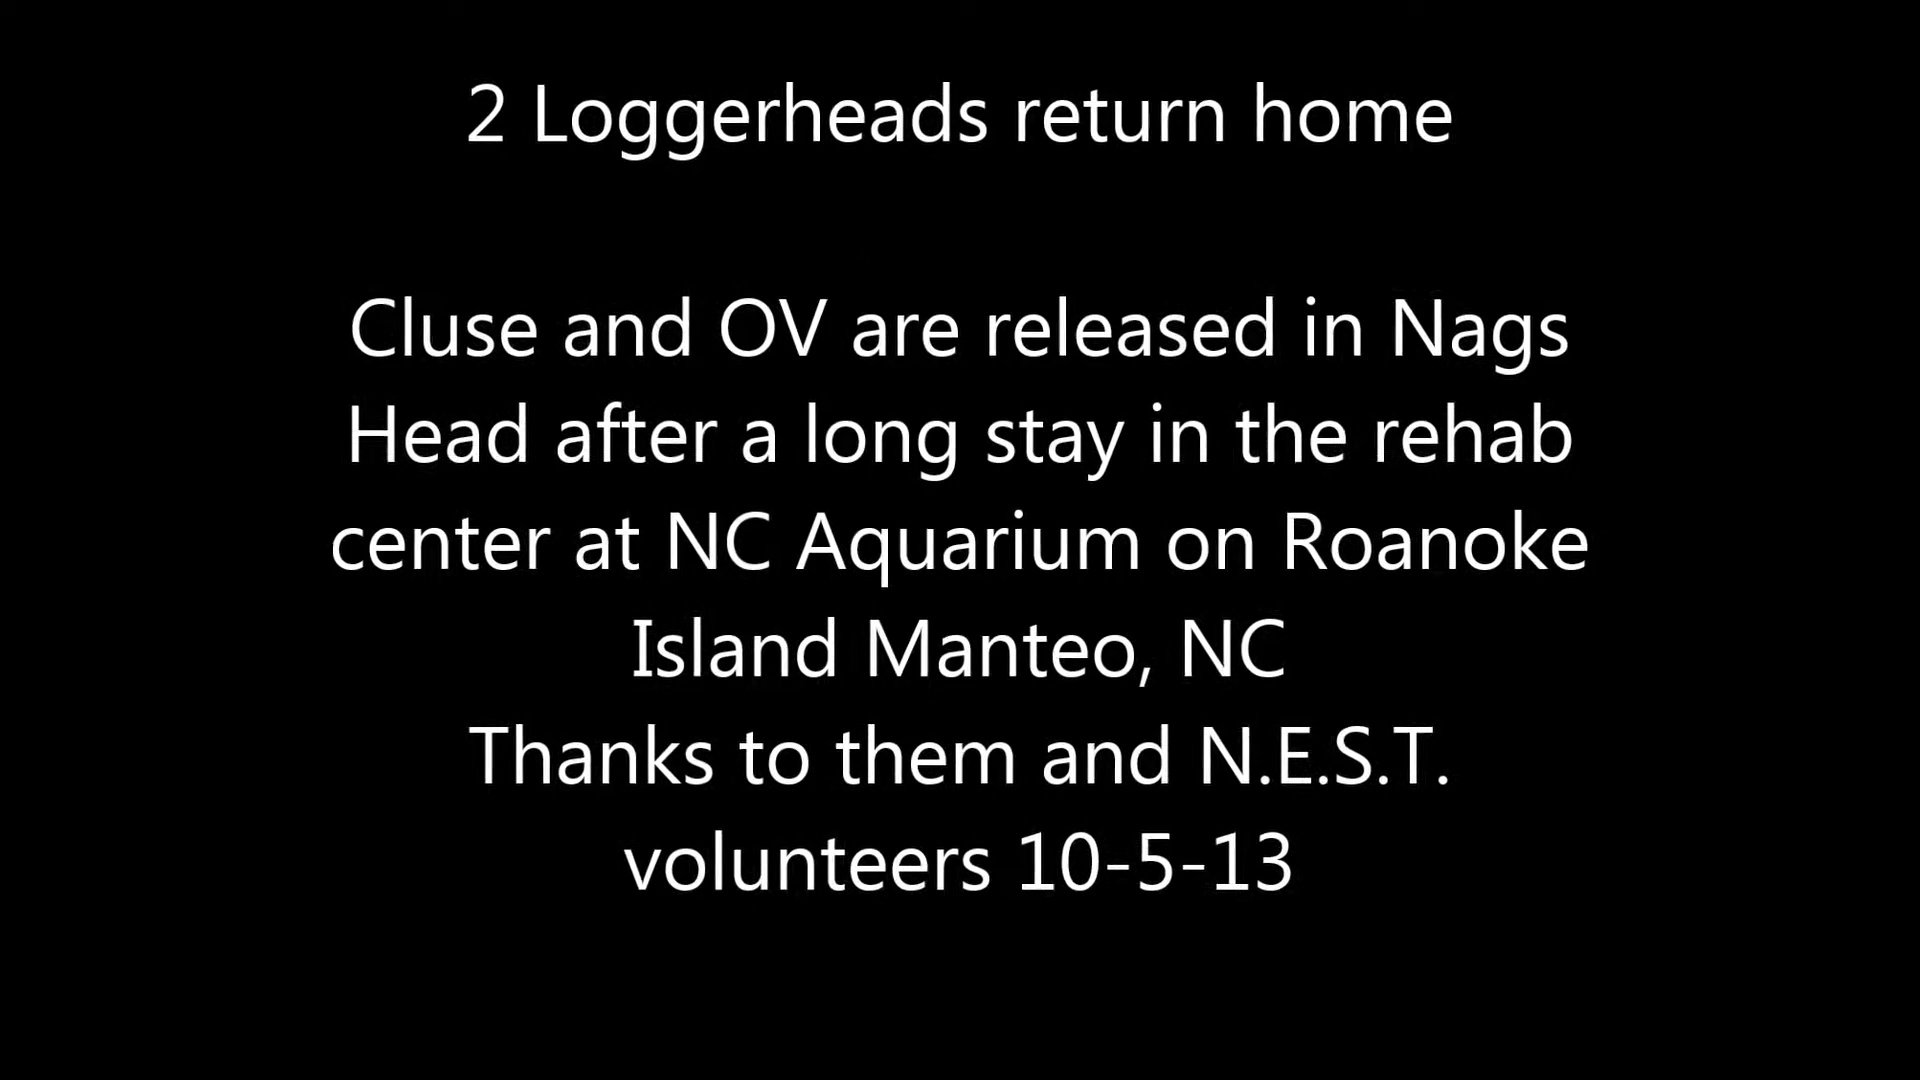 2 Loggerheads return home
Cluse and OV are released in Nags
Head after a long stay in the rehab
center at NC Aquarium on Roanoke
Island Manteo, NC
Thanks to them and N.E.S.T.
volunteers 10-5-13